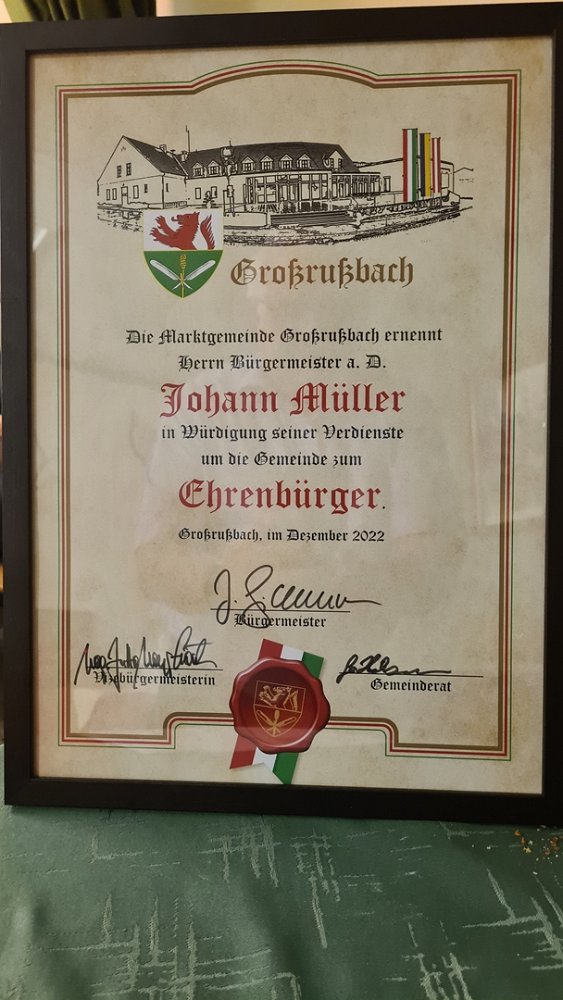 Großrußbach
Die Marktgemeinde Großrußbach ernennt
Herrn Bürgermeister a. D.
Johann Müller
in Würdigung seiner Verdienste
um die Gemeinde zum
Ehrenbürger.
Großrußbach, im Dezember 2022
Bürgermeister
Vizebürgermeisterin
Gemeinderat